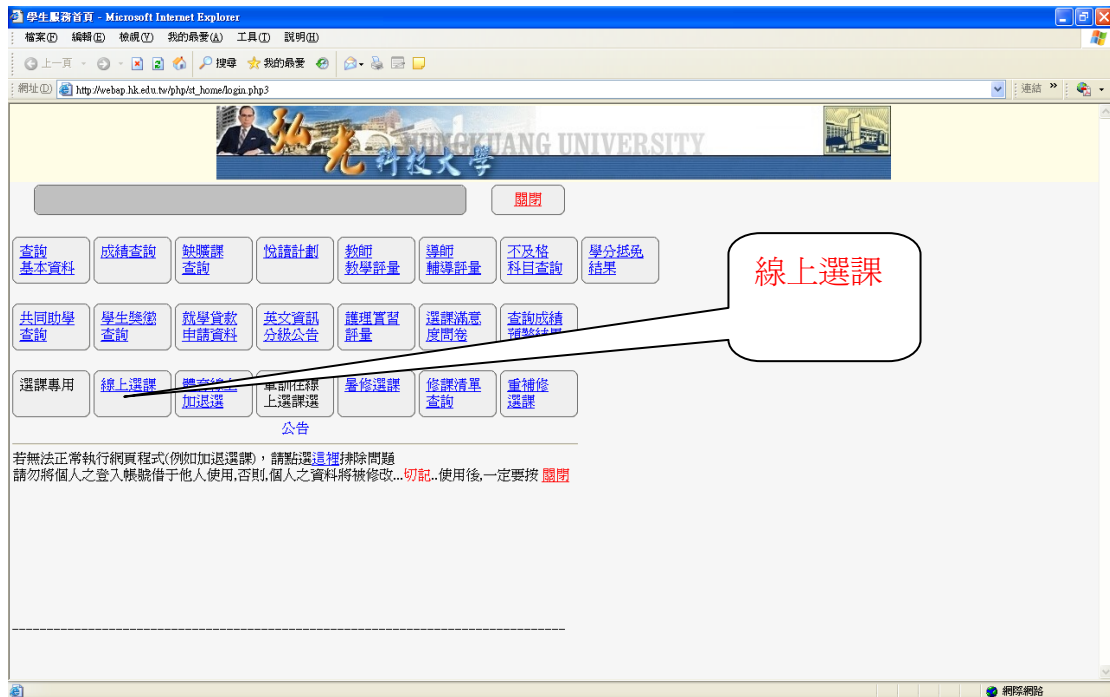 學生服務首頁 - Microsoft Internet Explorer
檔案(F) 編輯(E) 檢視(V) 我的最愛(A) 工具(T) 說明(H)
上一頁 搜尋 我的最愛
網址(D) http://webap.hk.edu.tw/php/st_home/login.php3 連結 »
弘光科技大學 HUNGKUANG UNIVERSITY
關閉
查詢 成績查詢 缺曠課 悅讀計劃 教師 導師 不及格 學分抵免
基本資料 查詢 教學評量 輔導評量 科目查詢 結果
線上選課
共同助學 學生獎懲 就學貸款 英文資訊 護理實習 選課滿意 查詢成績
查詢 查詢 申請資料 分級公告 評量 度問卷 預警結果
選課專用 線上選課 體育線上 軍訓在線 暑修選課 修課清單 重補修
加退選 上選課選 查詢 選課
公告
若無法正常執行網頁程式(例如加退選課)，請點選這裡排除問題
請勿將個人之登入帳號借于他人使用,否則,個人之資料將被修改...切記..使用後,一定要按 關閉
網際網路